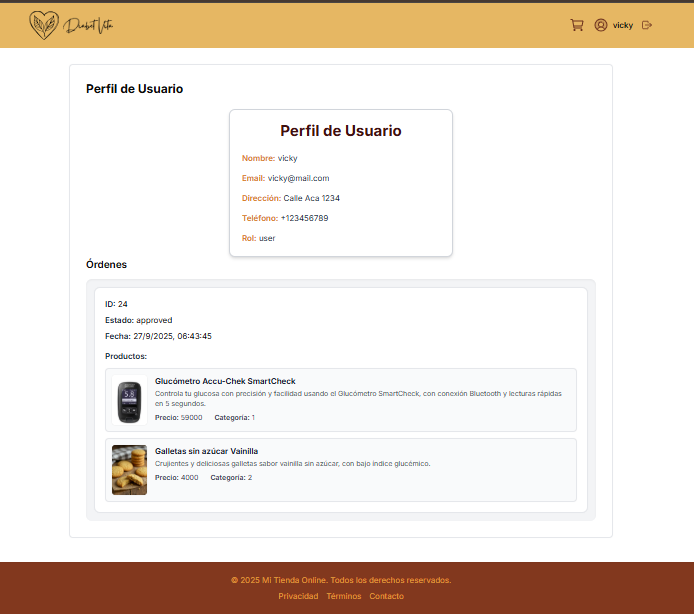 Diabet Vita
vicky
Perfil de Usuario
Perfil de Usuario
Nombre: vicky
Email: vicky@mail.com
Dirección: Calle Aca 1234
Teléfono: +123456789
Rol: user
Órdenes
ID: 24
Estado: approved
Fecha: 27/9/2025, 06:43:45
Productos:
Glucómetro Accu-Chek SmartCheck
Controla tu glucosa con precisión y facilidad usando el Glucómetro SmartCheck, con conexión Bluetooth y lecturas rápidas
en 5 segundos.
Precio: 59000 Categoría: 1
5.8
Galletas sin azúcar Vainilla
Crujientes y deliciosas galletas sabor vainilla sin azúcar, con bajo índice glucémico.
Precio: 4000 Categoría: 2
© 2025 Mi Tienda Online. Todos los derechos reservados.
Privacidad Términos Contacto